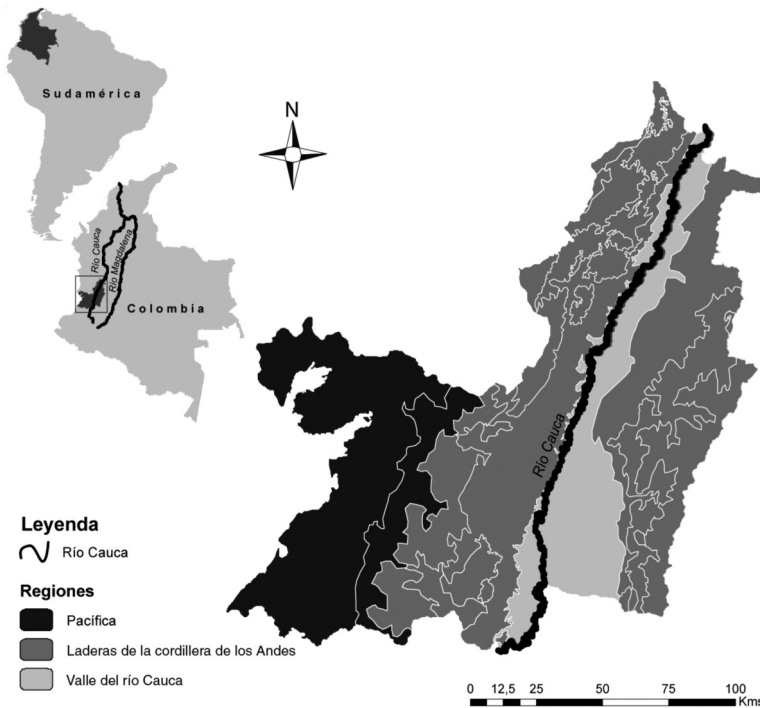 Sudamérica
N
Río Cauca
Río Magdalena
Colombia
Río Cauca
Leyenda
Río Cauca
Regiones
Pacífica
Laderas de la cordillera de los Andes
Valle del río Cauca
0 12,5 25 50 75 100
Kms